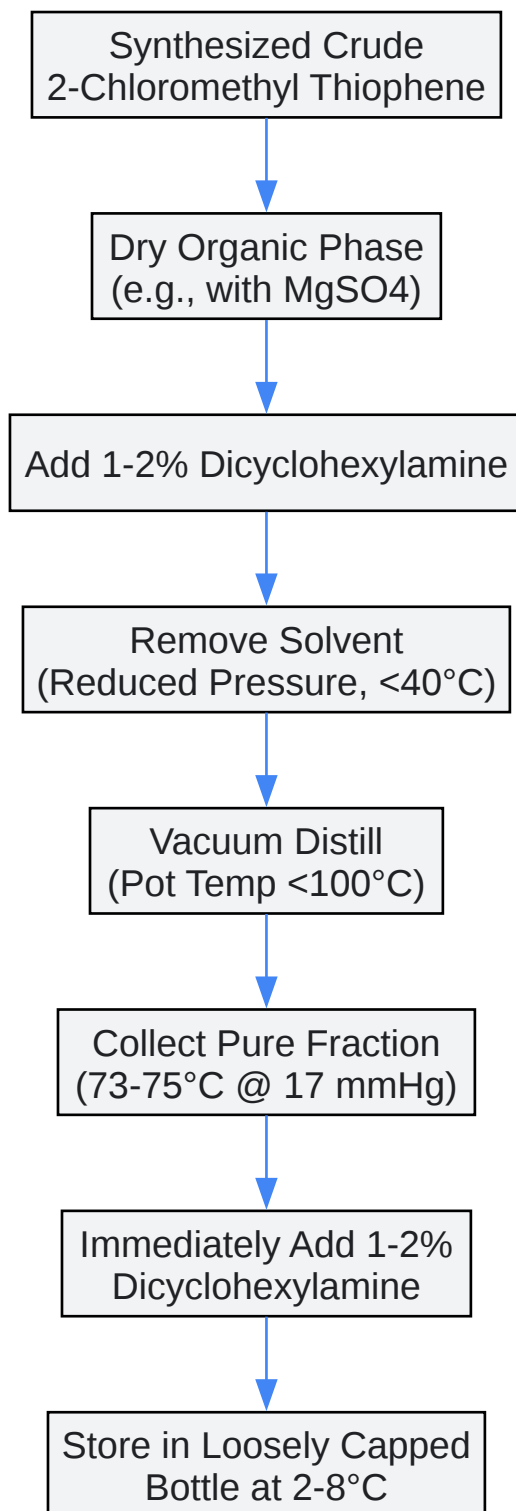 Synthesized Crude
2-Chloromethyl Thiophene
Dry Organic Phase
(e.g., with MgSO4)
Add 1-2% Dicyclohexylamine
Remove Solvent
(Reduced Pressure, <40°C)
Vacuum Distill
(Pot Temp <100°C)
Collect Pure Fraction
(73-75°C @ 17 mmHg)
Immediately Add 1-2%
Dicyclohexylamine
Store in Loosely Capped
Bottle at 2-8°C